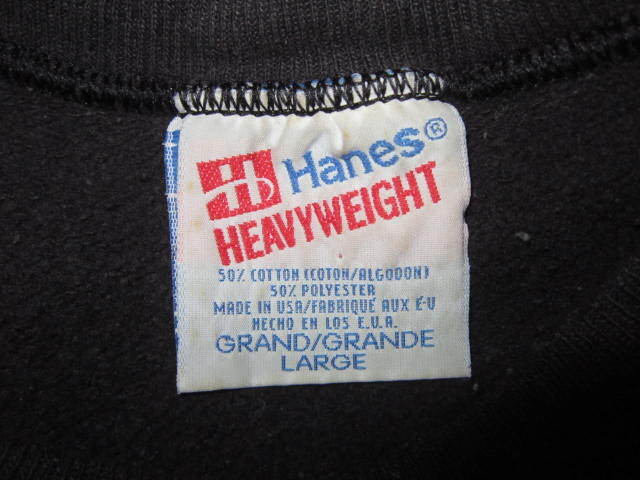 Hanes®
HEAVYWEIGHT
50% COTTON (COTON/ALGODON)
50% POLYESTER
MADE IN USA/FABRIQUÉ AUX É-U
HECHO EN LOS E.U.A.
GRAND/GRANDE
LARGE